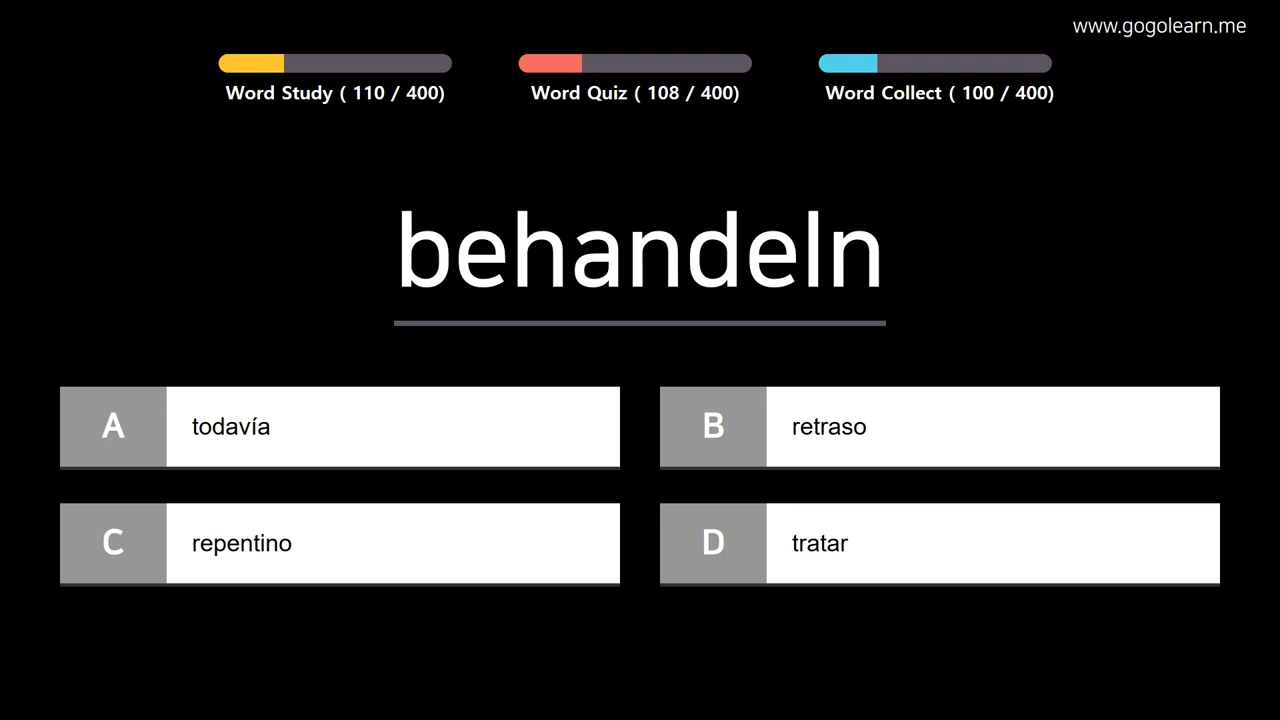 www.gogolearn.me
Word Study ( 110 / 400)
Word Quiz ( 108 / 400)
Word Collect ( 100 / 400)
behandeln
A todavía
B retraso
C repentino
D tratar